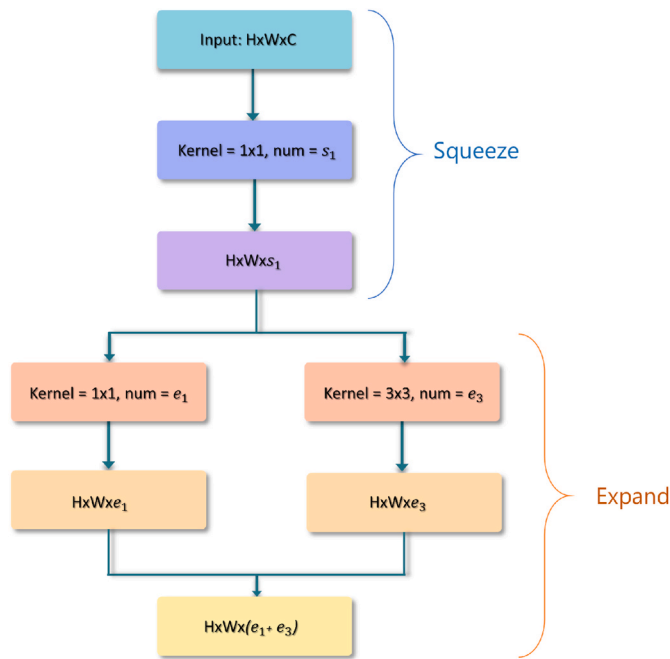 Input: HxWxC
Kernel = 1x1, num = s₁
Squeeze
HxWxs₁
Kernel = 1x1, num = e₁
Kernel = 3x3, num = e₃
HxWxe₁
HxWxe₃
Expand
HxWx(e₁+ e₃)